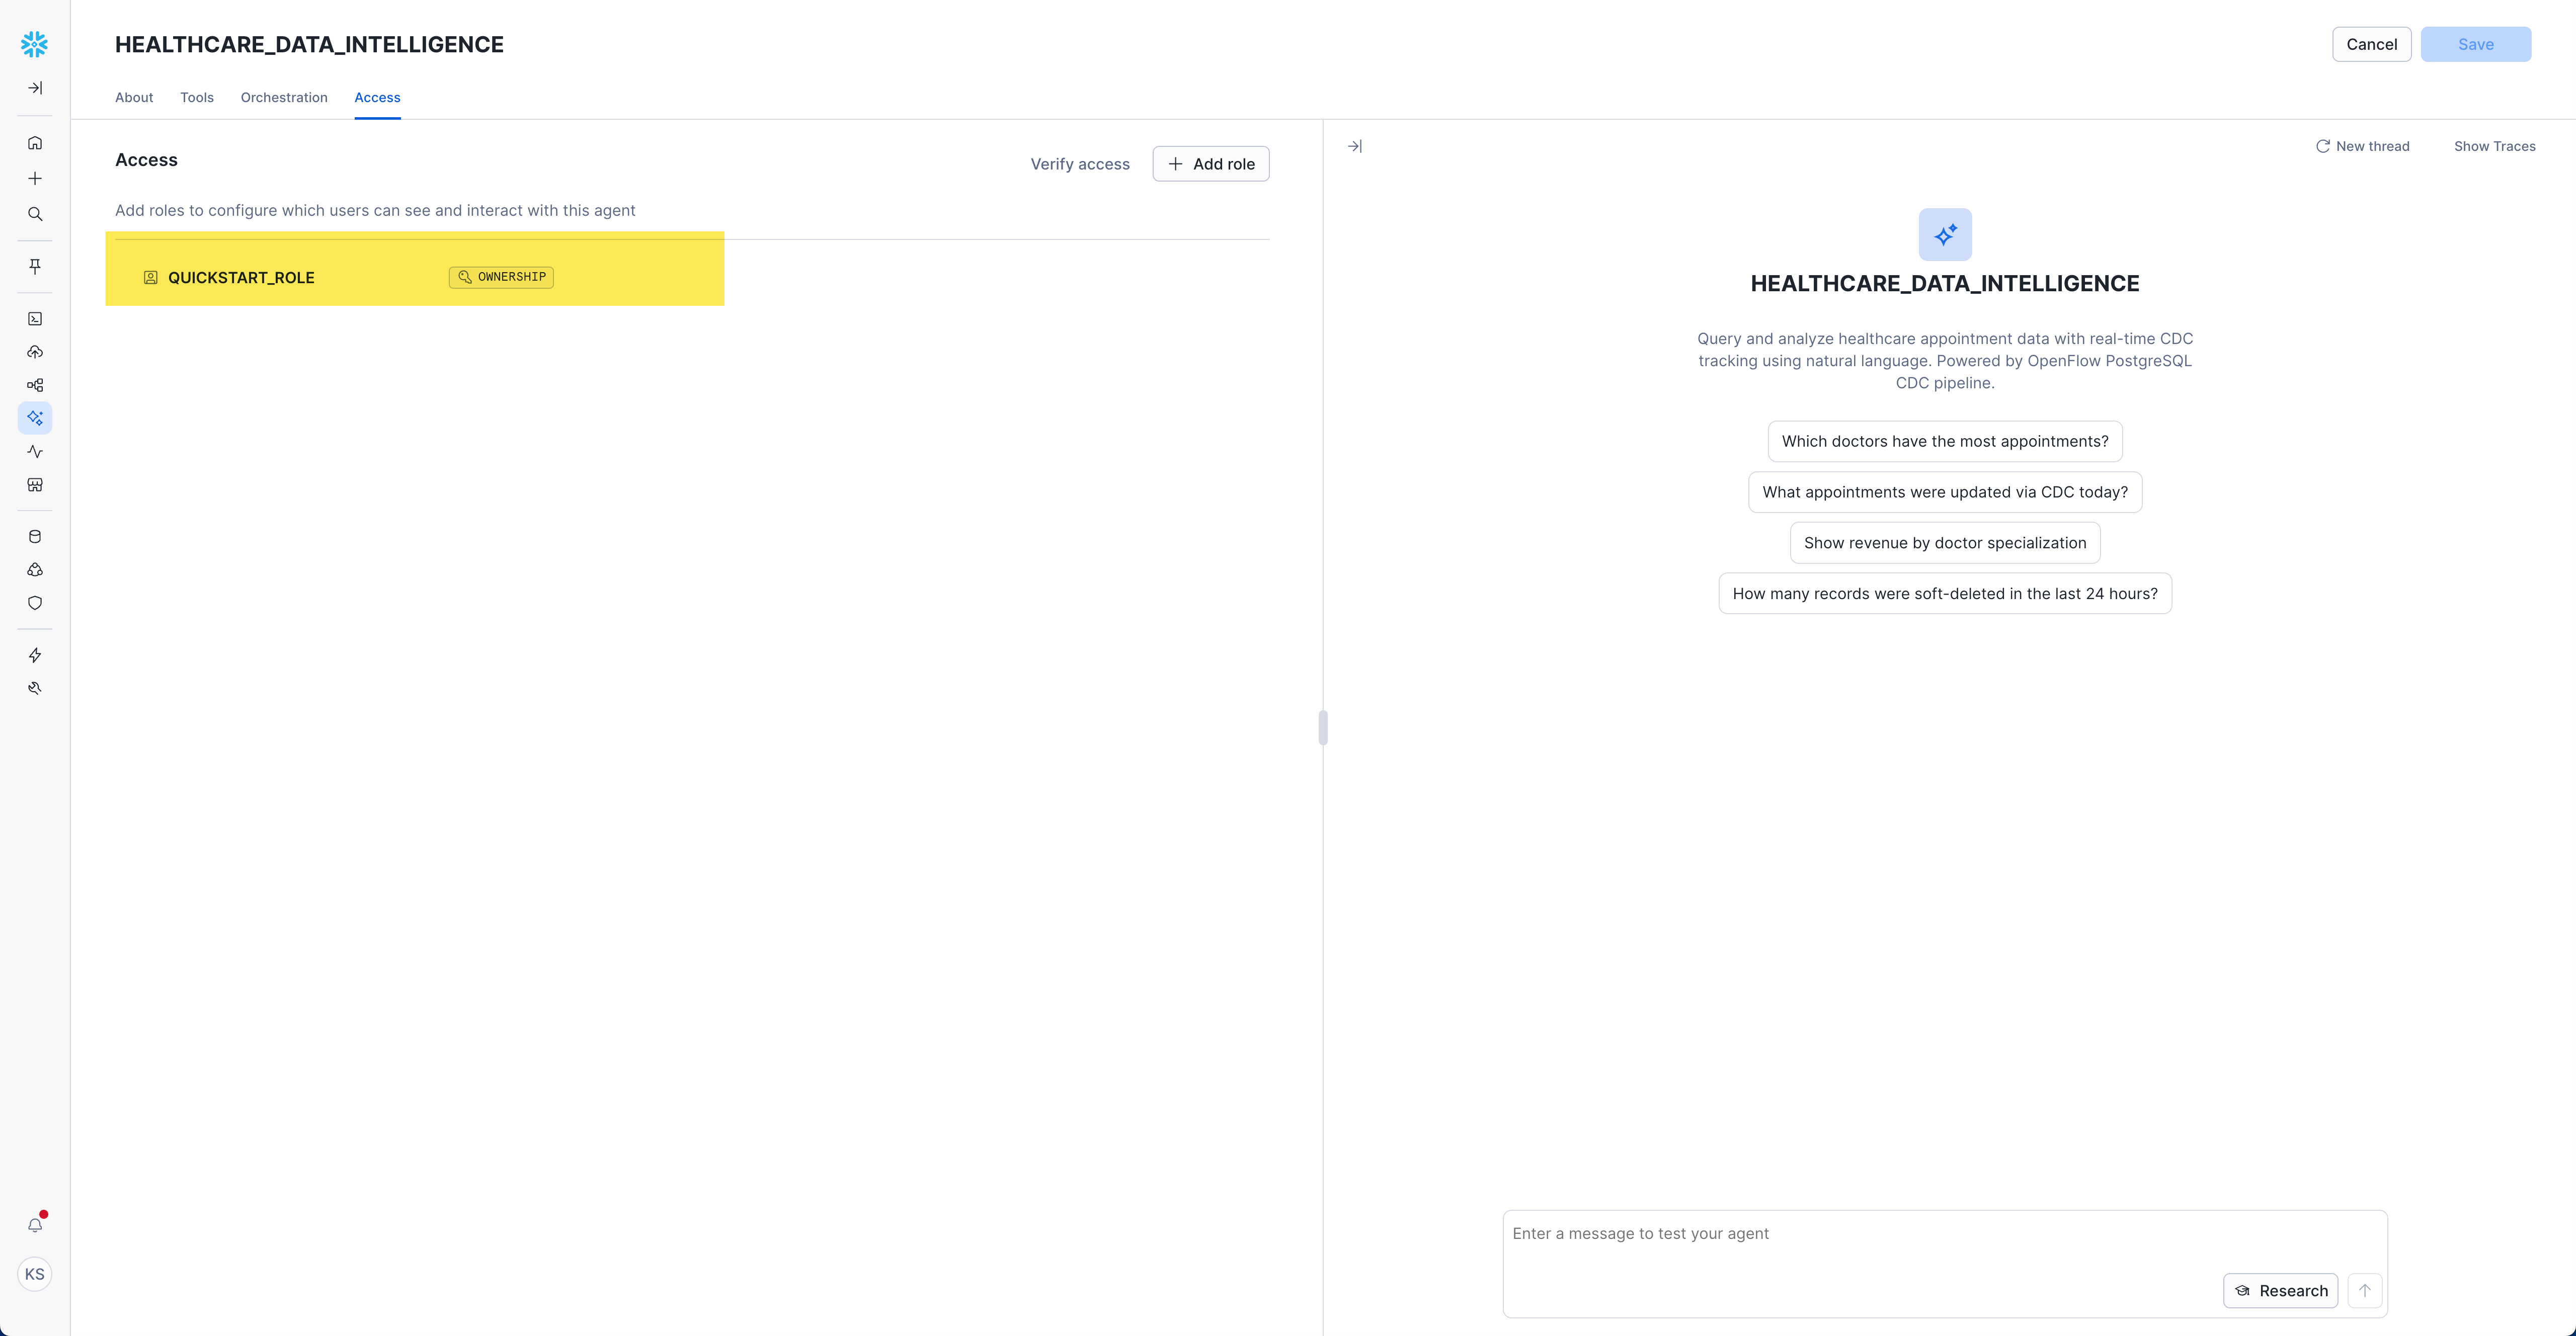 HEALTHCARE_DATA_INTELLIGENCE
Cancel
Save
About
Tools
Orchestration
Access
Access
Verify access
Add role
Add roles to configure which users can see and interact with this agent
QUICKSTART_ROLE
OWNERSHIP
New thread
Show Traces
HEALTHCARE_DATA_INTELLIGENCE
Query and analyze healthcare appointment data with real-time CDC
tracking using natural language. Powered by OpenFlow PostgreSQL
CDC pipeline.
Which doctors have the most appointments?
What appointments were updated via CDC today?
Show revenue by doctor specialization
How many records were soft-deleted in the last 24 hours?
Enter a message to test your agent
Research
KS